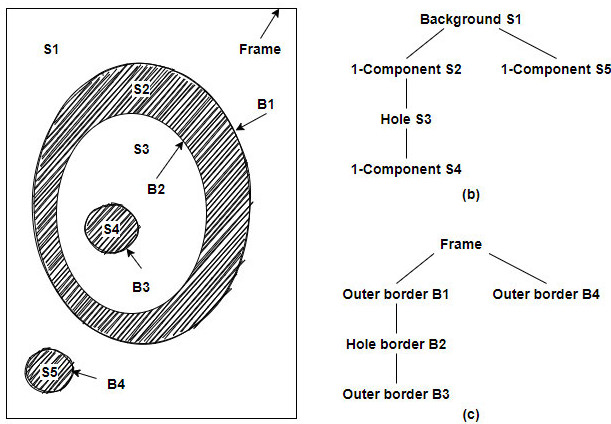 S1
Frame
S2
B1
S3
B2
S4
B3
S5
B4
Background S1
1-Component S2
1-Component S5
Hole S3
1-Component S4
(b)
Frame
Outer border B1
Outer border B4
Hole border B2
Outer border B3
(c)